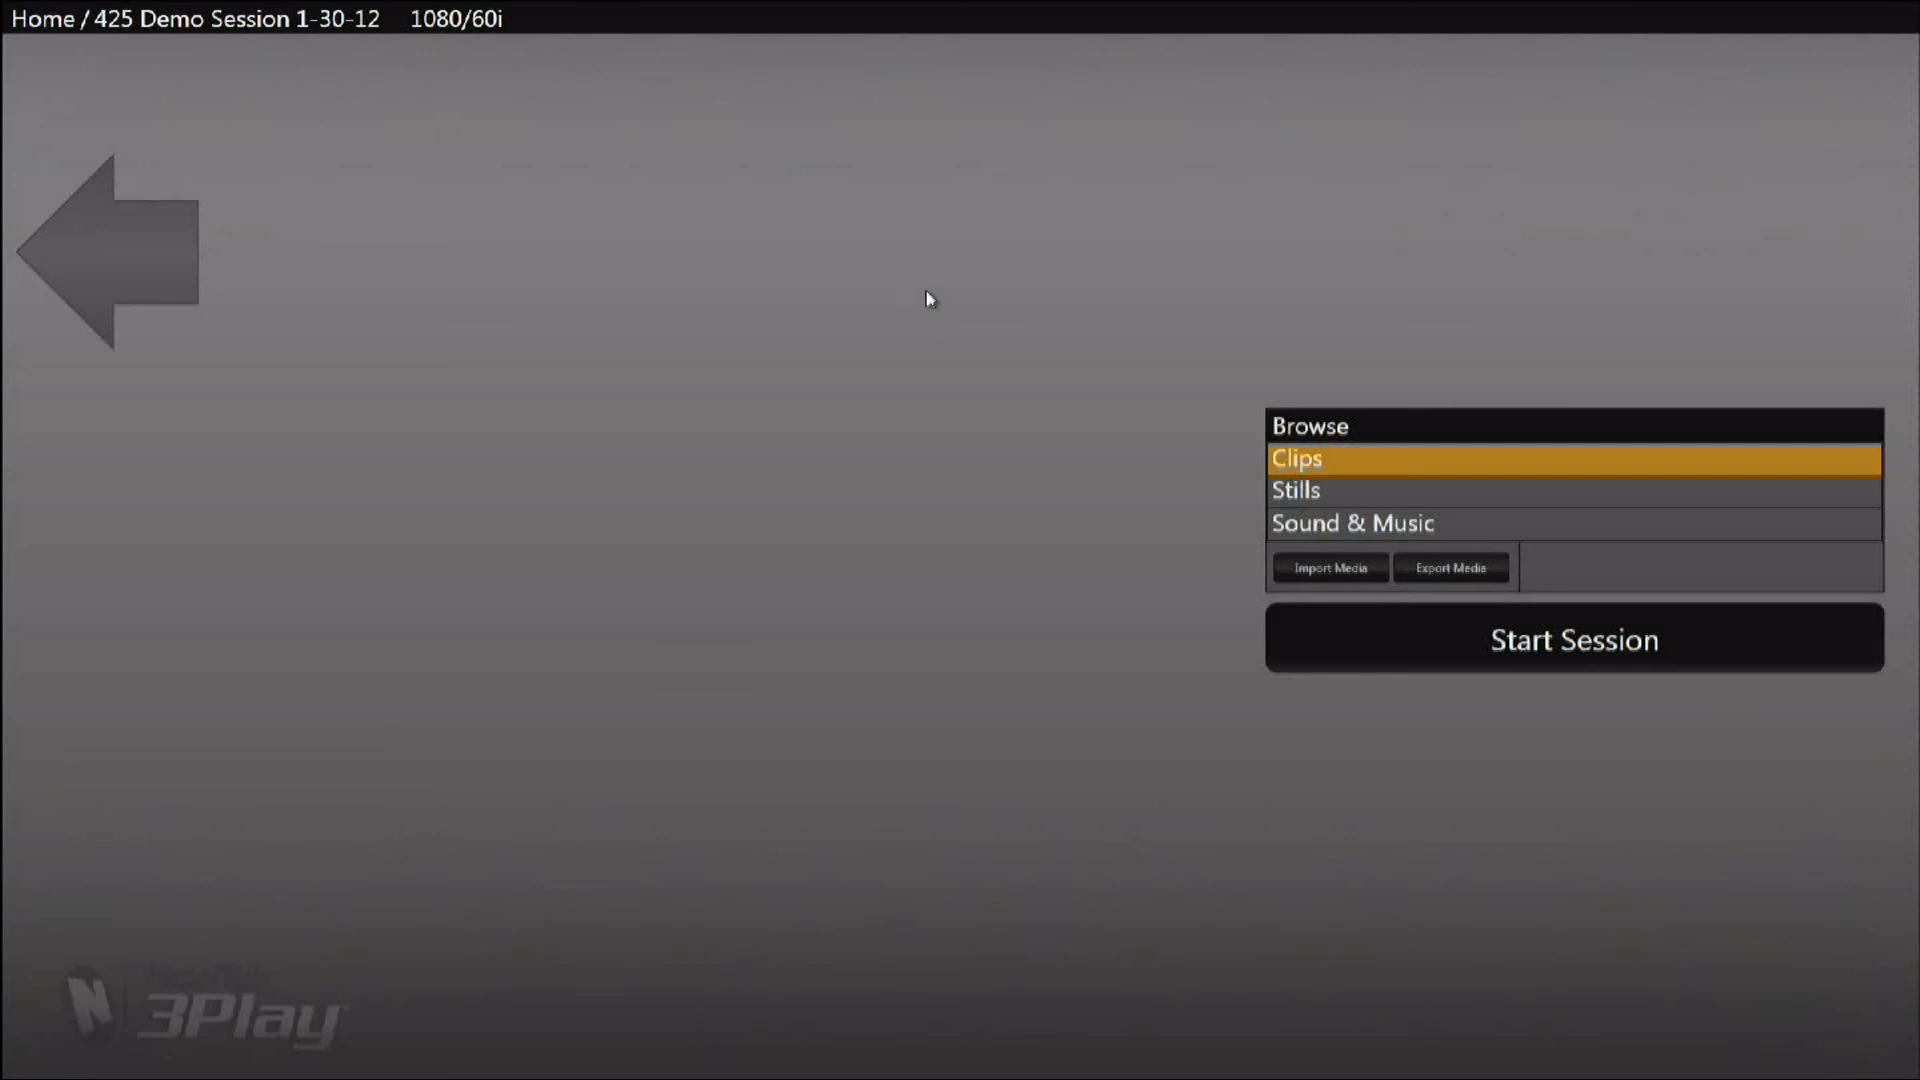 Home / 425 Demo Session 1-30-12 1080/60i
Browse
Clips
Stills
Sound & Music
Import Media Export Media
Start Session
N 3Play